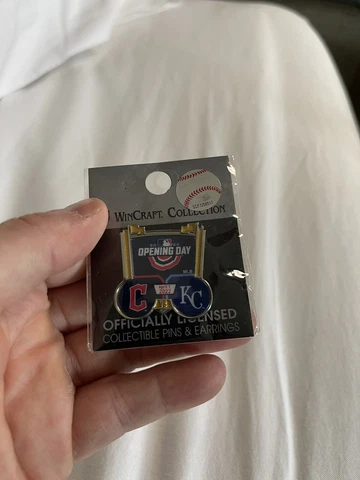 WINCRAFT COLLECTION
OPENING DAY
C
KC
OFFICIALLY LICENSED
COLLECTIBLE PINS & EARRINGS